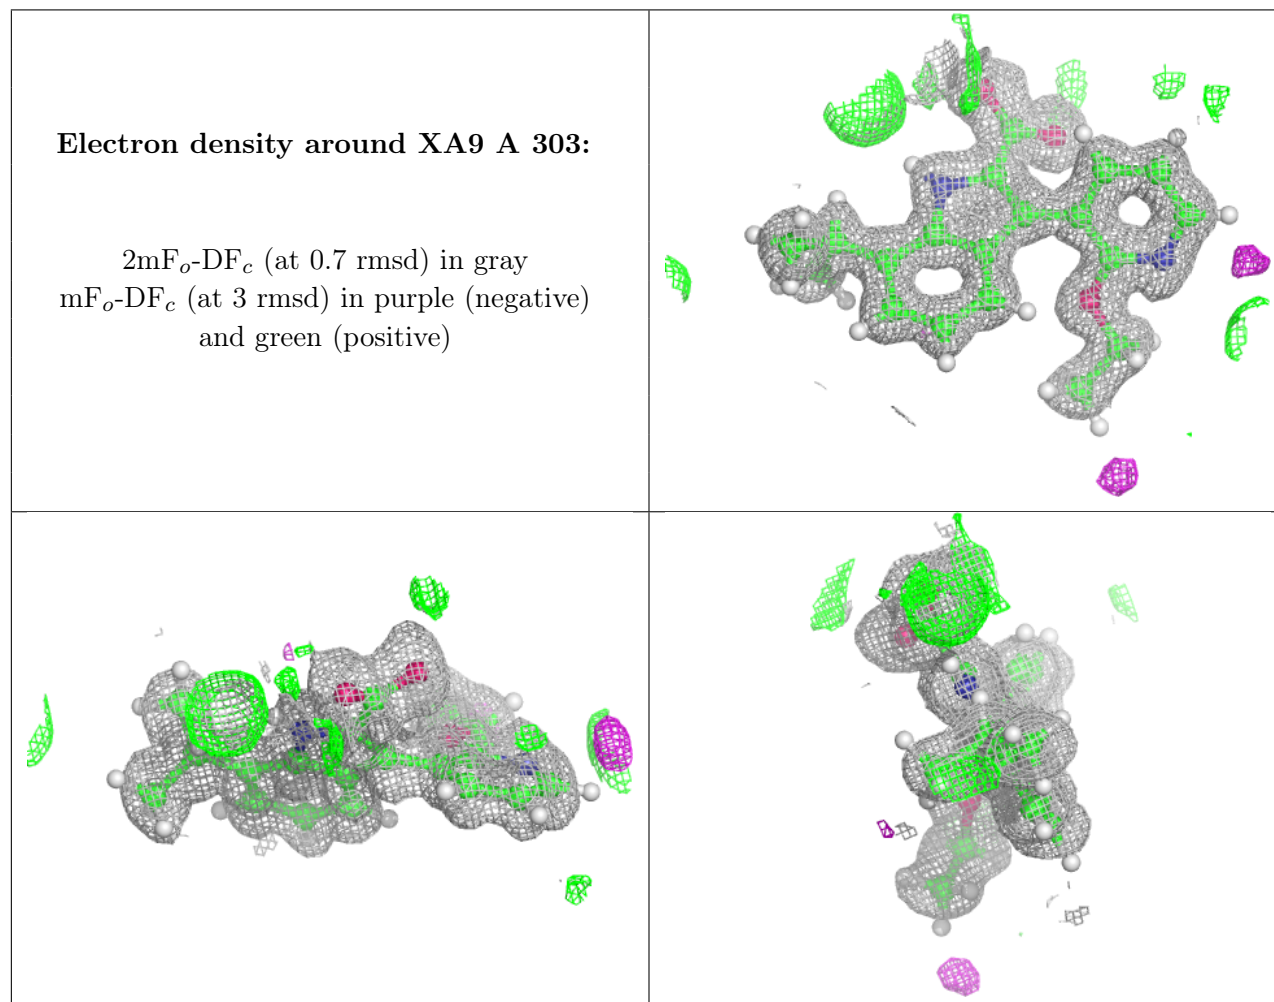 Electron density around XA9 A 303:
2mFo-DFc (at 0.7 rmsd) in gray
mFo-DFc (at 3 rmsd) in purple (negative)
and green (positive)